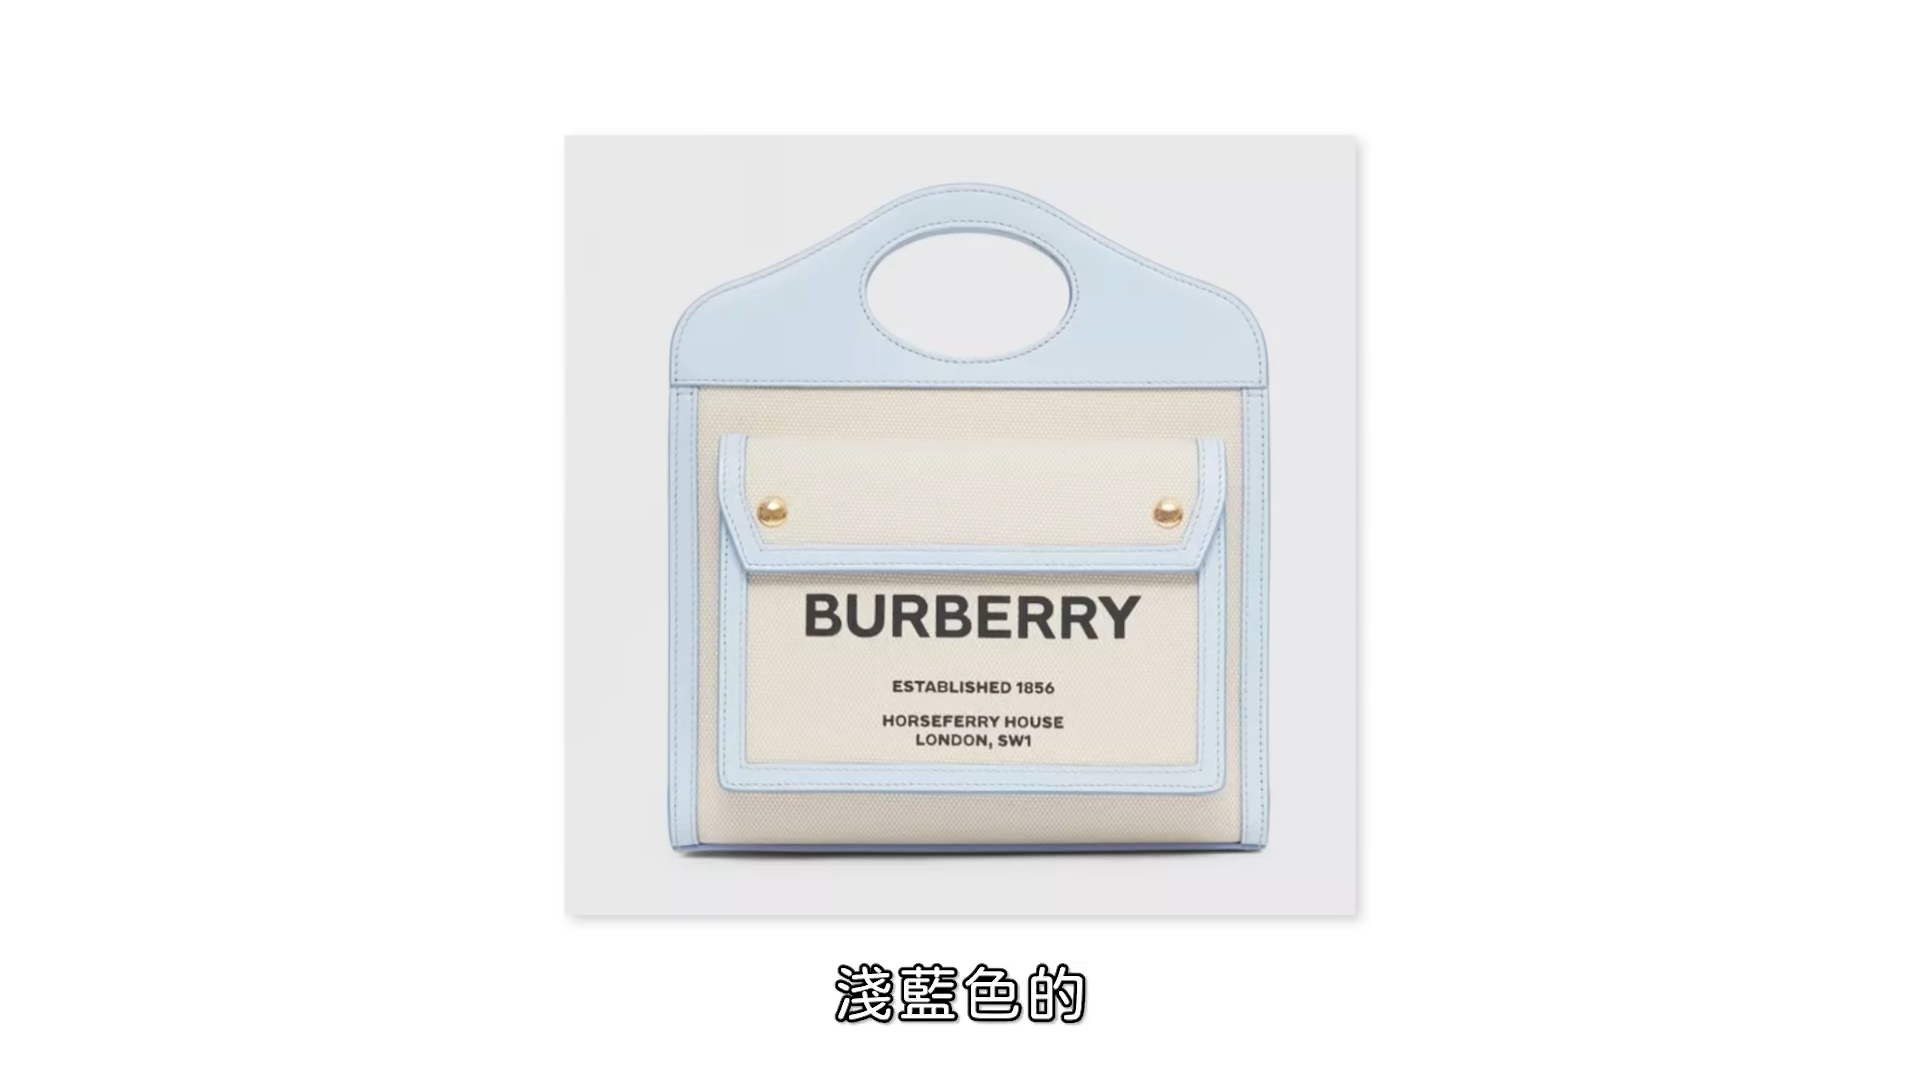 BURBERRY
ESTABLISHED 1856
HORSEFERRY HOUSE
LONDON, SW1
淺藍色的